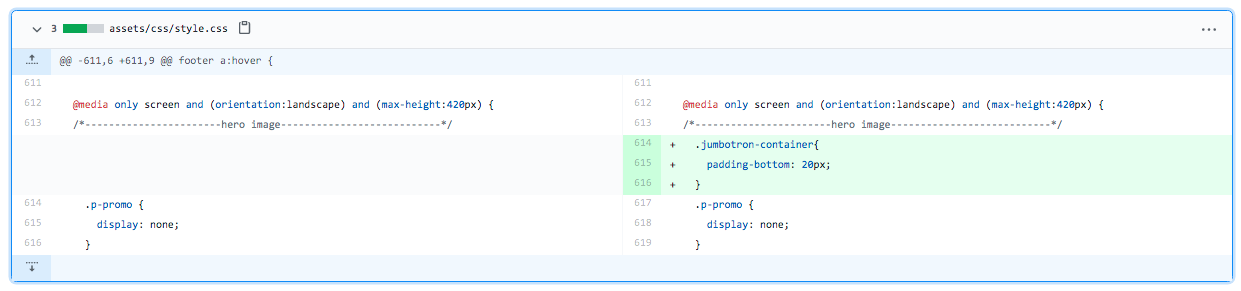 3 assets/css/style.css
@@ -611,6 +611,9 @@ footer a:hover {
611 611
612 @media only screen and (orientation:landscape) and (max-height:420px) { 612 @media only screen and (orientation:landscape) and (max-height:420px) {
613 /*-----------------------hero image---------------------------*/ 613 /*-----------------------hero image---------------------------*/
614 + .jumbotron-container{
615 + padding-bottom: 20px;
616 + }
614 .p-promo { 617 .p-promo {
615 display: none; 618 display: none;
616 } 619 }